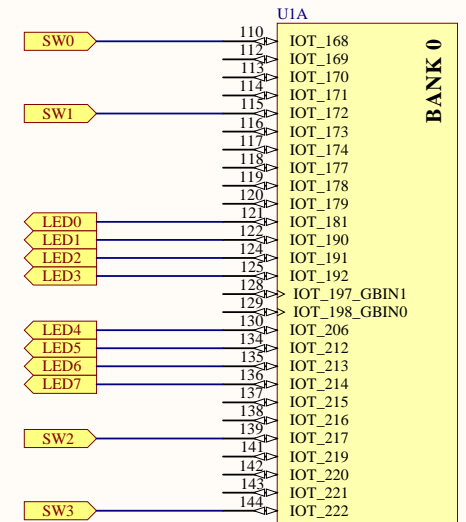 U1A
BANK 0
SW0 110 IOT_168
112 IOT_169
113 IOT_170
114 IOT_171
SW1 115 IOT_172
116 IOT_173
117 IOT_174
118 IOT_177
119 IOT_178
120 IOT_179
LED0 121 IOT_181
LED1 122 IOT_190
LED2 124 IOT_191
LED3 125 IOT_192
128 IOT_197_GBIN1
129 IOT_198_GBIN0
LED4 130 IOT_206
LED5 134 IOT_212
LED6 135 IOT_213
LED7 136 IOT_214
137 IOT_215
138 IOT_216
SW2 139 IOT_217
141 IOT_219
142 IOT_220
143 IOT_221
SW3 144 IOT_222